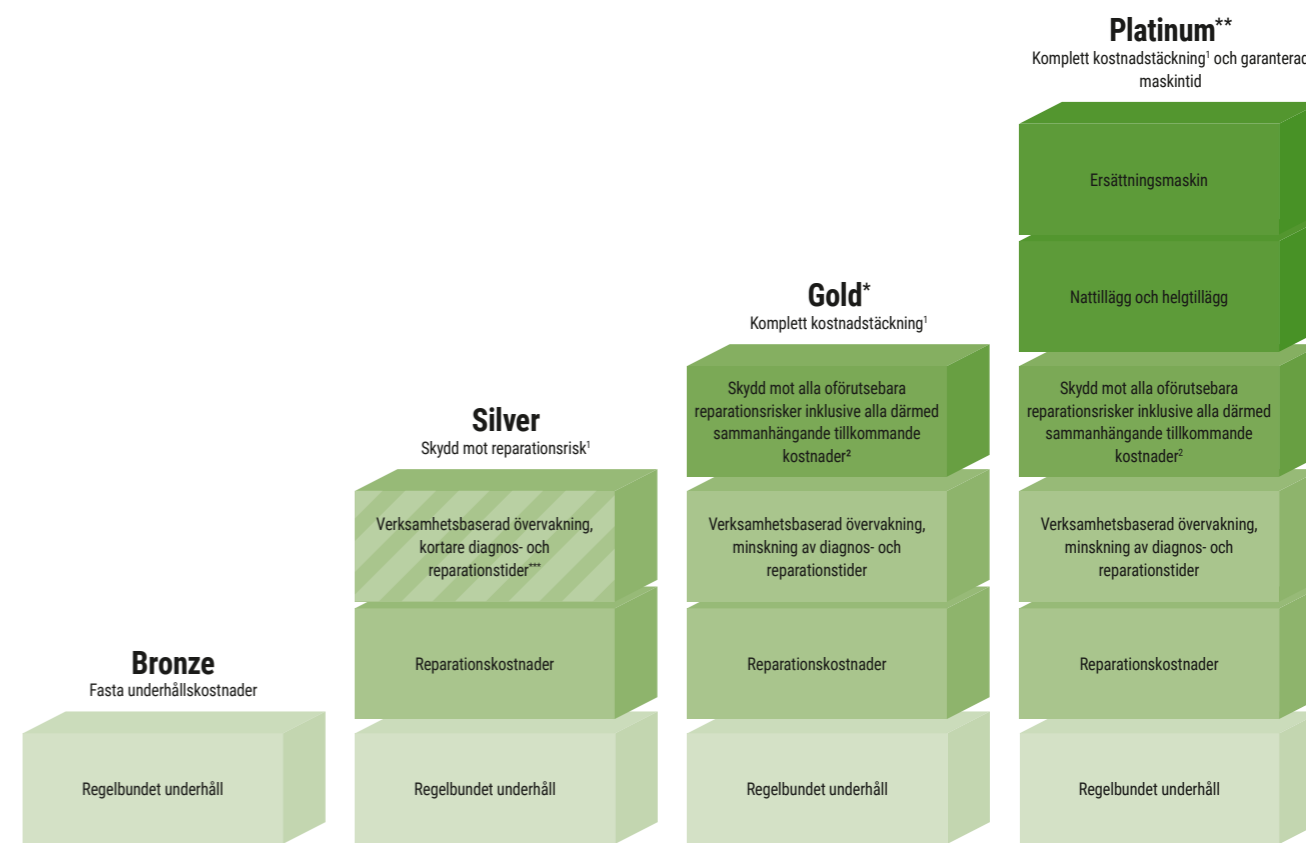 Platinum**
Komplett kostnadstäckning¹ och garanterad
maskintid
Ersättningsmaskin
Nattillägg och helgtillägg
Skydd mot alla oförutsebara
reparationsrisker inklusive alla därmed
sammanhängande tillkommande
kostnader²
Verksamhetsbaserad övervakning,
minskning av diagnos- och
reparationstider
Reparationskostnader
Regelbundet underhåll
Gold*
Komplett kostnadstäckning¹
Skydd mot alla oförutsebara
reparationsrisker inklusive alla därmed
sammanhängande tillkommande
kostnader²
Verksamhetsbaserad övervakning,
minskning av diagnos- och
reparationstider
Reparationskostnader
Regelbundet underhåll
Silver
Skydd mot reparationsrisk¹
Verksamhetsbaserad övervakning,
kortare diagnos- och
reparationstider***
Reparationskostnader
Regelbundet underhåll
Bronze
Fasta underhållskostnader
Regelbundet underhåll